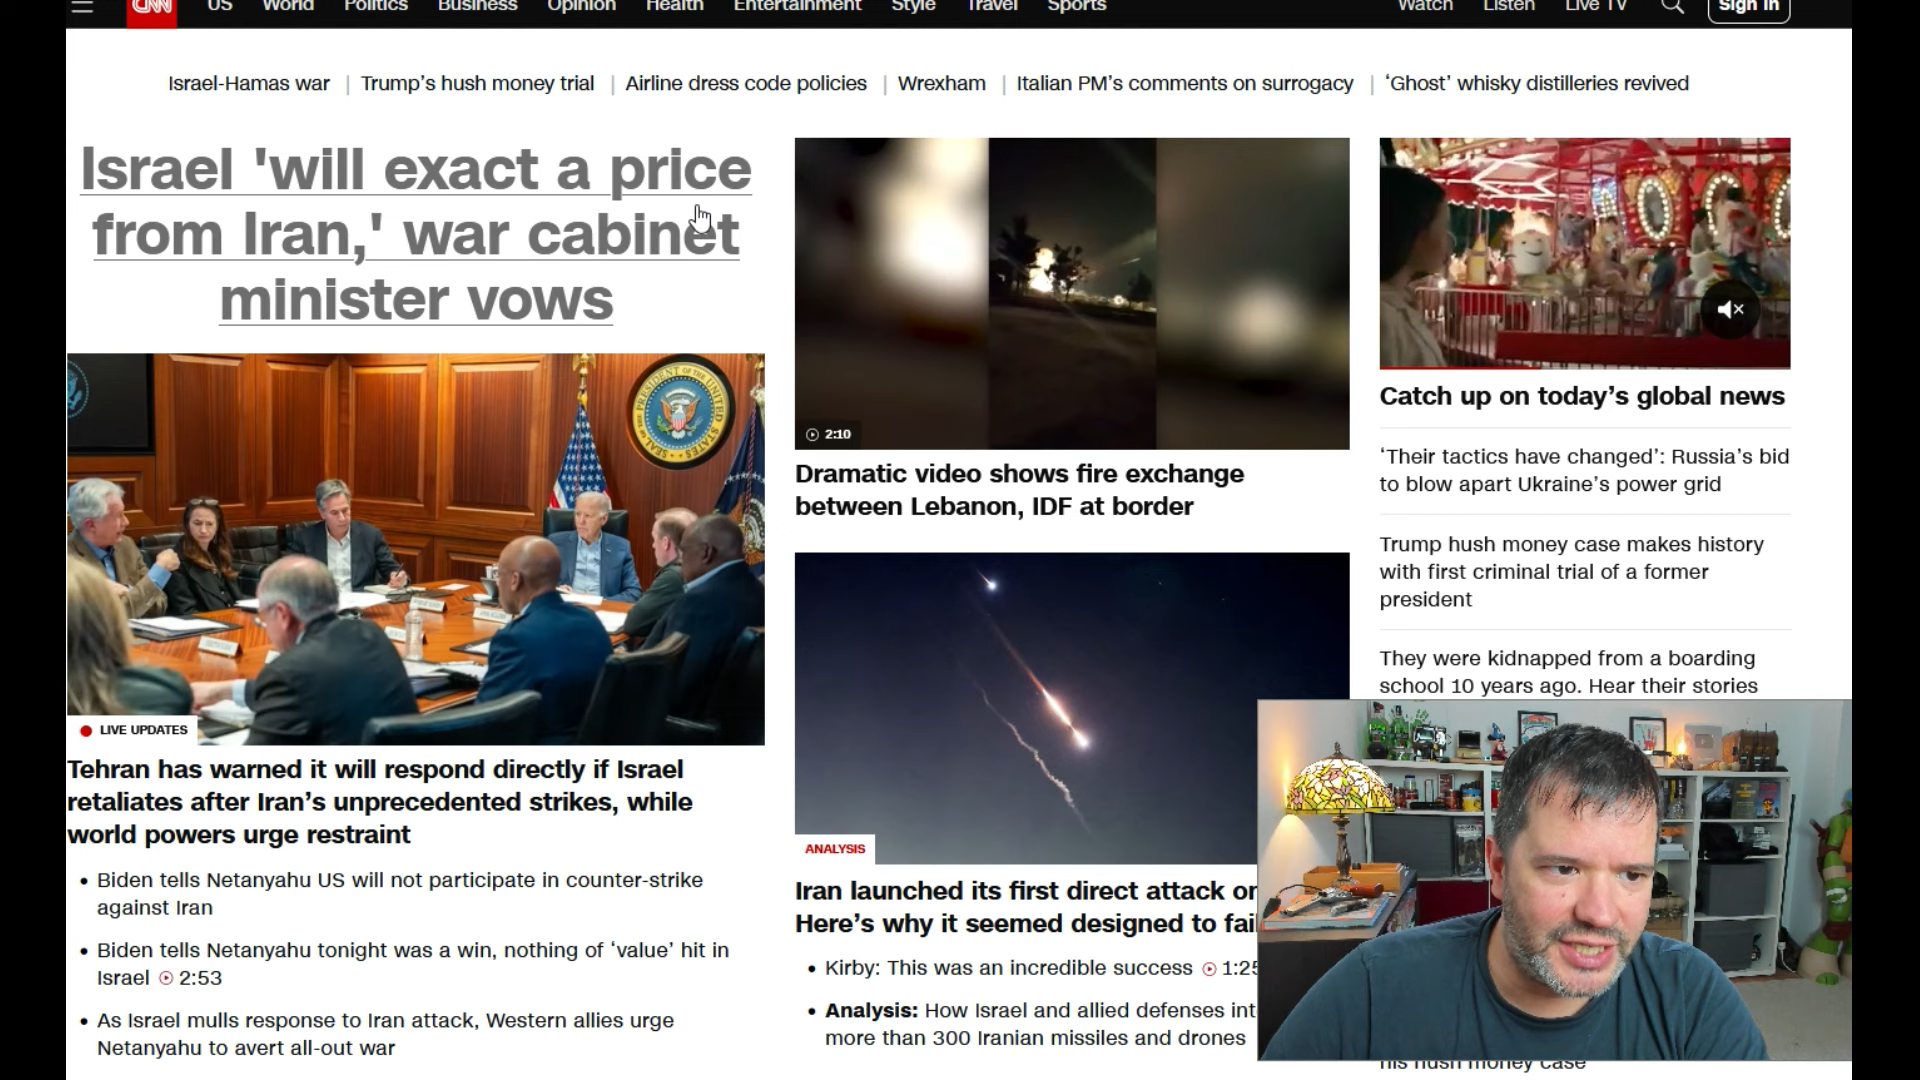 CNN US World Politics Business Opinion Health Entertainment Style Travel Sports Watch Listen Live TV Sign in
Israel-Hamas war | Trump's hush money trial | Airline dress code policies | Wrexham | Italian PM's comments on surrogacy | ‘Ghost’ whisky distilleries revived
Israel 'will exact a price
from Iran,' war cabinet
minister vows
LIVE UPDATES
Tehran has warned it will respond directly if Israel
retaliates after Iran’s unprecedented strikes, while
world powers urge restraint
• Biden tells Netanyahu US will not participate in counter-strike
against Iran
• Biden tells Netanyahu tonight was a win, nothing of ‘value’ hit in
Israel 2:53
• As Israel mulls response to Iran attack, Western allies urge
Netanyahu to avert all-out war
2:10
Dramatic video shows fire exchange
between Lebanon, IDF at border
ANALYSIS
Iran launched its first direct attack on
Here’s why it seemed designed to fail
• Kirby: This was an incredible success 1:25
• Analysis: How Israel and allied defenses int
more than 300 Iranian missiles and drones
Catch up on today’s global news
‘Their tactics have changed’: Russia’s bid
to blow apart Ukraine’s power grid
Trump hush money case makes history
with first criminal trial of a former
president
They were kidnapped from a boarding
school 10 years ago. Hear their stories
his hush money case